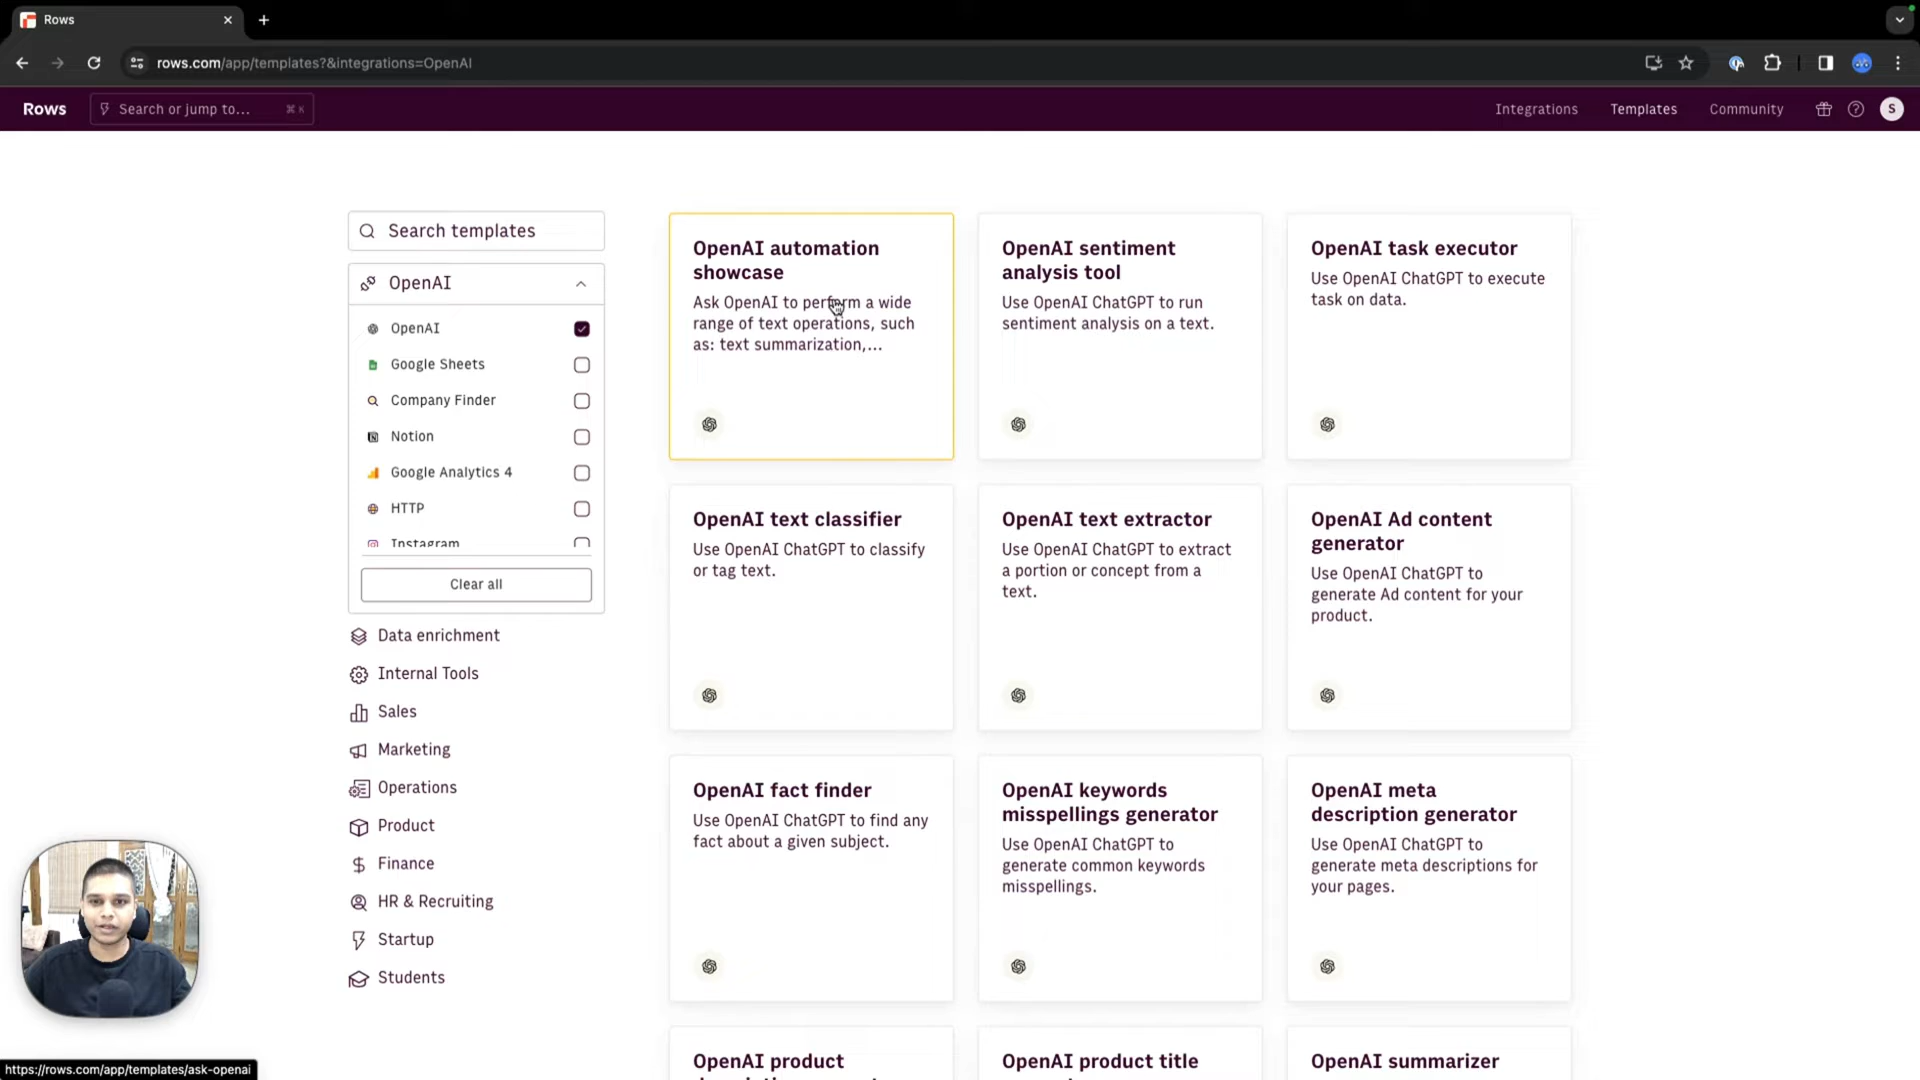 Rows
rows.com/app/templates?&integrations=OpenAI
Rows
Search or jump to...
⌘ K
Integrations
Templates
Community
S
Search templates
OpenAI
OpenAI
Google Sheets
Company Finder
Notion
Google Analytics 4
HTTP
Instagram
Clear all
Data enrichment
Internal Tools
Sales
Marketing
Operations
Product
Finance
HR & Recruiting
Startup
Students
OpenAI automation
showcase
Ask OpenAI to perform a wide
range of text operations, such
as: text summarization,...
OpenAI sentiment
analysis tool
Use OpenAI ChatGPT to run
sentiment analysis on a text.
OpenAI task executor
Use OpenAI ChatGPT to execute
task on data.
OpenAI text classifier
Use OpenAI ChatGPT to classify
or tag text.
OpenAI text extractor
Use OpenAI ChatGPT to extract
a portion or concept from a
text.
OpenAI Ad content
generator
Use OpenAI ChatGPT to
generate Ad content for your
product.
OpenAI fact finder
Use OpenAI ChatGPT to find any
fact about a given subject.
OpenAI keywords
misspellings generator
Use OpenAI ChatGPT to
generate common keywords
misspellings.
OpenAI meta
description generator
Use OpenAI ChatGPT to
generate meta descriptions for
your pages.
OpenAI product
OpenAI product title
OpenAI summarizer
https://rows.com/app/templates/ask-openai